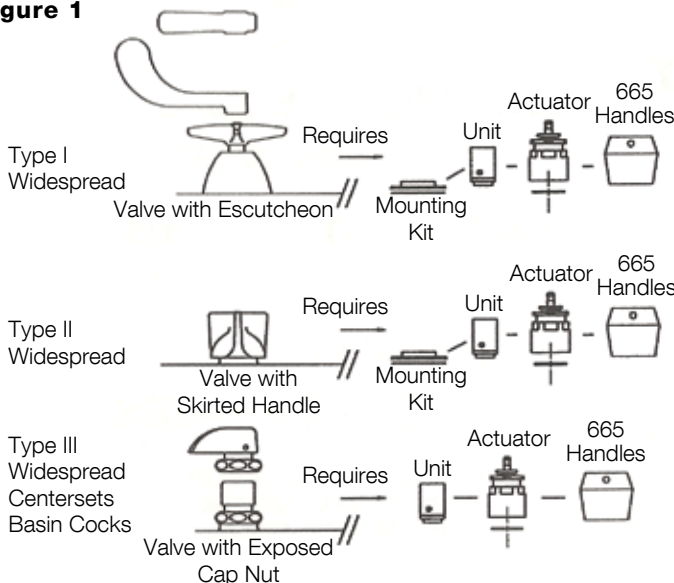 gure 1
Type I
Widespread
Valve with Escutcheon
Requires
Mounting
Kit
Unit
Actuator
665
Handles
Type II
Widespread
Valve with
Skirted Handle
Requires
Mounting
Kit
Unit
Actuator
665
Handles
Type III
Widespread
Centersets
Basin Cocks
Valve with Exposed
Cap Nut
Requires
Unit
Actuator
665
Handles